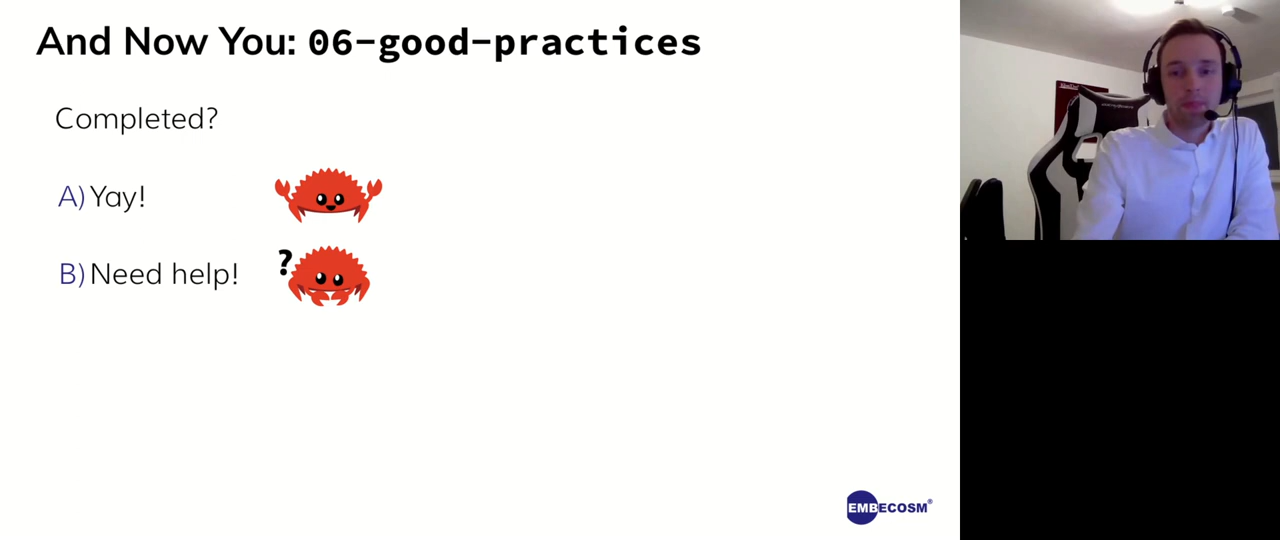 And Now You: 06-good-practices
Completed?
A) Yay!
B) Need help!
?
EMBECOSM®